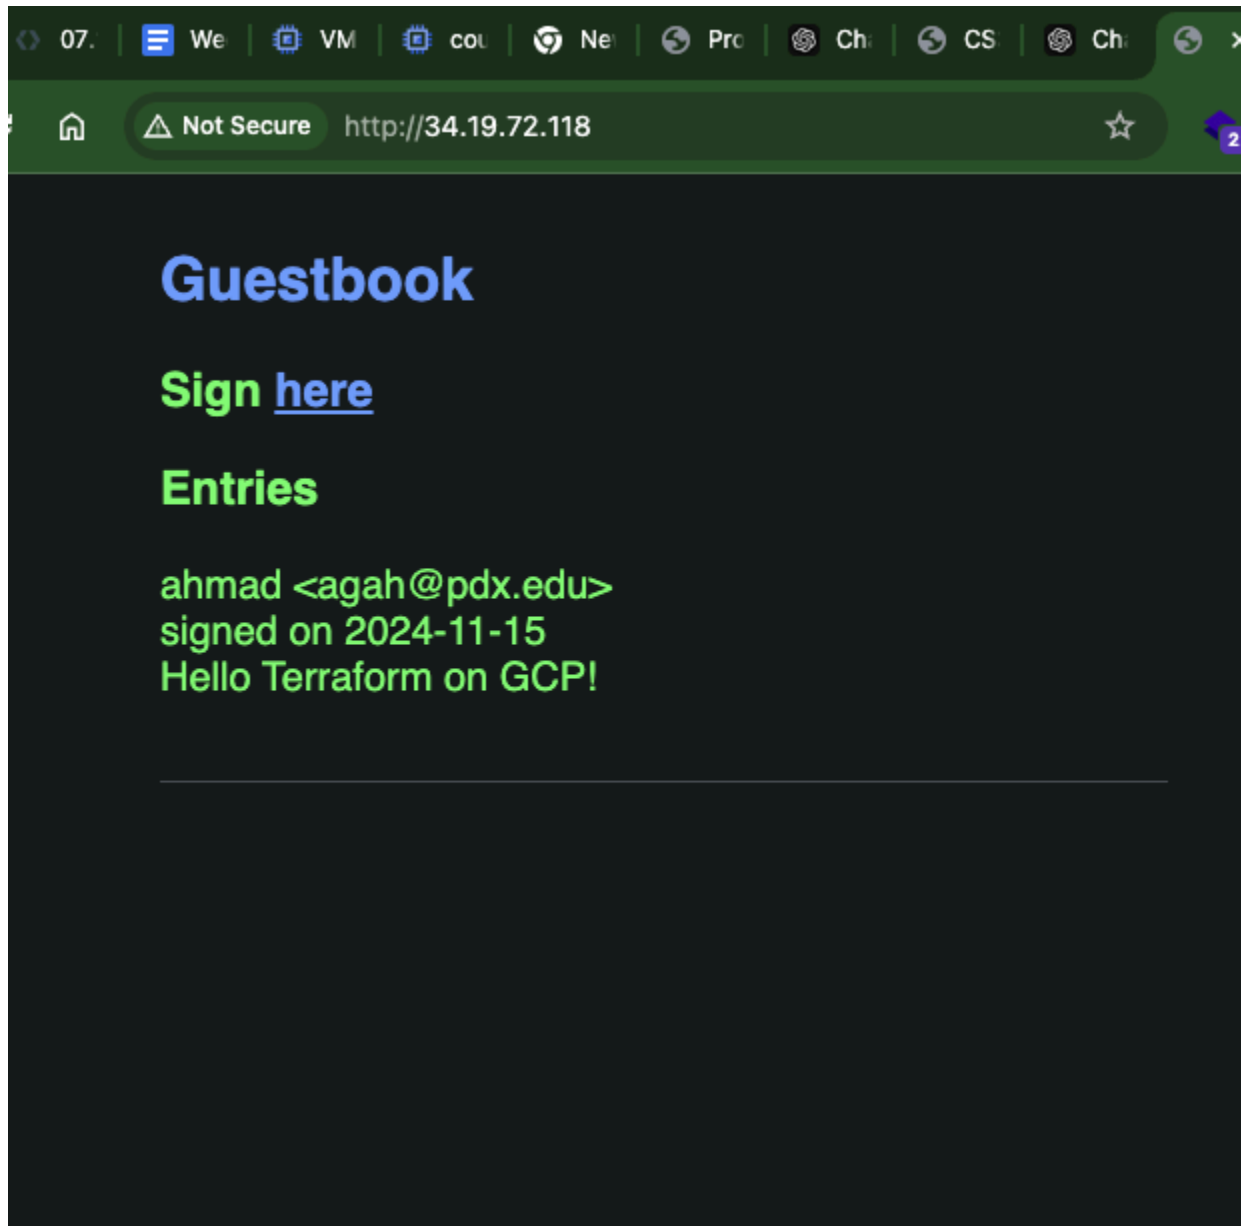 07. We VM cou Ne Pro Ch CS Ch
Not Secure http://34.19.72.118
2
Guestbook
Sign here
Entries
ahmad <agah@pdx.edu>
signed on 2024-11-15
Hello Terraform on GCP!